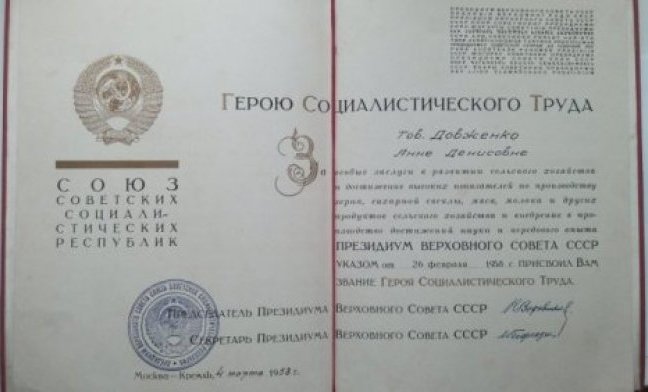 СОЮЗ
СОВЕТСКИХ
СОЦИАЛИ-
СТИЧЕСКИХ
РЕСПУБЛИК
ГЕРОЮ СОЦИАЛИСТИЧЕСКОГО ТРУДА
Тов. Довженко
Анне Денисовне
За особые заслуги в развитии сельского хозяйства
и достижение высоких показателей по производству
зерна, сахарной свеклы, мяса, молока и других
продуктов сельского хозяйства и внедрение в про-
изводство достижений науки и передового опыта
ПРЕЗИДИУМ ВЕРХОВНОГО СОВЕТА СССР
УКАЗОМ от 26 февраля 1958 г. ПРИСВОИЛ ВАМ
ЗВАНИЕ ГЕРОЯ СОЦИАЛИСТИЧЕСКОГО ТРУДА.
ПРЕДСЕДАТЕЛЬ ПРЕЗИДИУМА ВЕРХОВНОГО СОВЕТА СССР
СЕКРЕТАРЬ ПРЕЗИДИУМА ВЕРХОВНОГО СОВЕТА СССР
Москва-Кремль, 4 марта 1958 г.